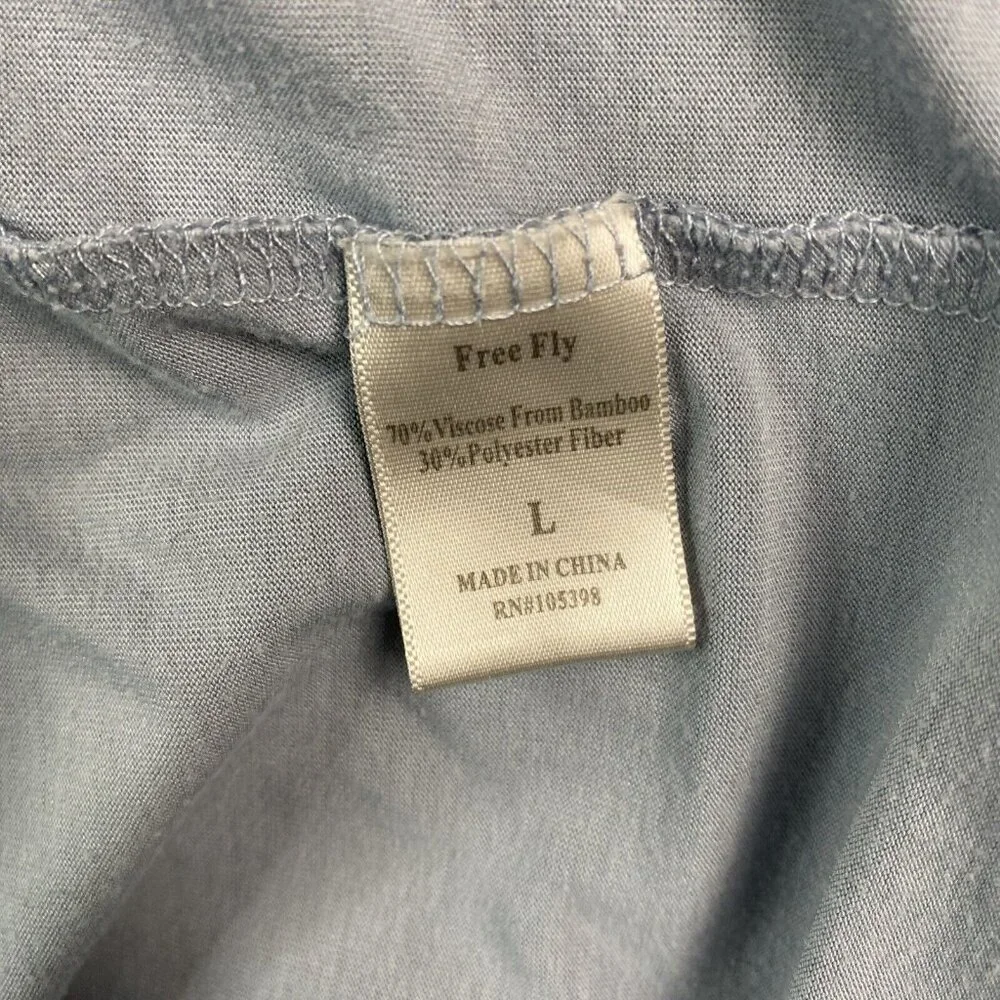 Free Fly
70%Viscose From Bamboo
30%Polyester Fiber
L
MADE IN CHINA
RN#105398